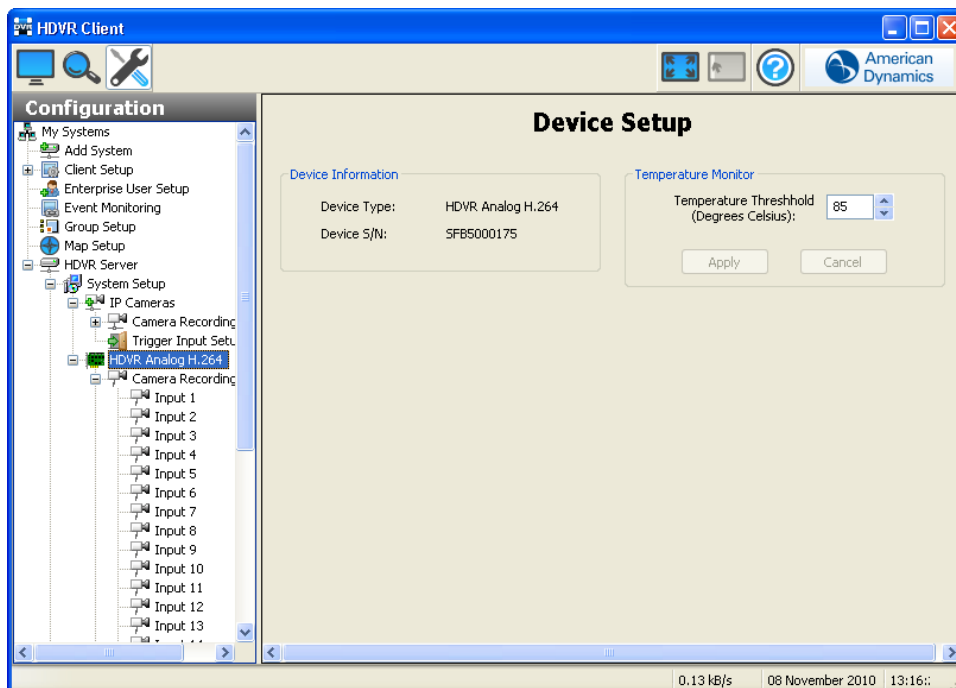 HDVR Client
American
Dynamics
Configuration
My Systems
Add System
Client Setup
Enterprise User Setup
Event Monitoring
Group Setup
Map Setup
HDVR Server
System Setup
IP Cameras
Camera Recording
Trigger Input Setu
HDVR Analog H.264
Camera Recording
Input 1
Input 2
Input 3
Input 4
Input 5
Input 6
Input 7
Input 8
Input 9
Input 10
Input 11
Input 12
Input 13
Device Setup
Device Information
Device Type: HDVR Analog H.264
Device S/N: SFB5000175
Temperature Monitor
Temperature Threshhold
(Degrees Celsius): 85
Apply Cancel
0.13 kB/s 08 November 2010 13:16: